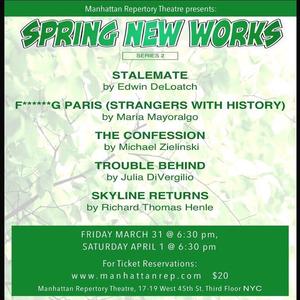 Manhattan Repertory Theatre presents:
SPRING NEW WORKS
SERIES 2
STALEMATE
by Edwin DeLoatch
F******G PARIS (STRANGERS WITH HISTORY)
by Maria Mayoralgo
THE CONFESSION
by Michael Zielinski
TROUBLE BEHIND
by Julia DiVergilio
SKYLINE RETURNS
by Richard Thomas Henle
FRIDAY MARCH 31 @ 6:30 pm,
SATURDAY APRIL 1 @ 6:30 pm
For Ticket Reservations:
www.manhattanrep.com $20
Manhattan Repertory Theatre, 17-19 West 45th St. Third Floor NYC